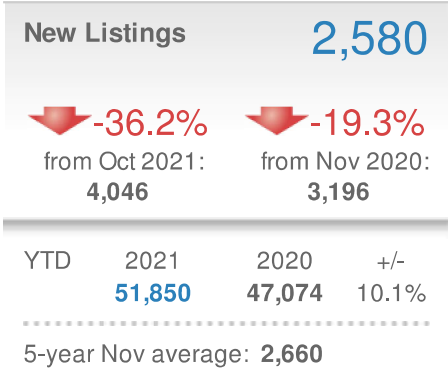 New Listings 2,580
-36.2% -19.3%
from Oct 2021: from Nov 2020:
4,046 3,196
YTD 2021 2020 +/-
51,850 47,074 10.1%
5-year Nov average: 2,660